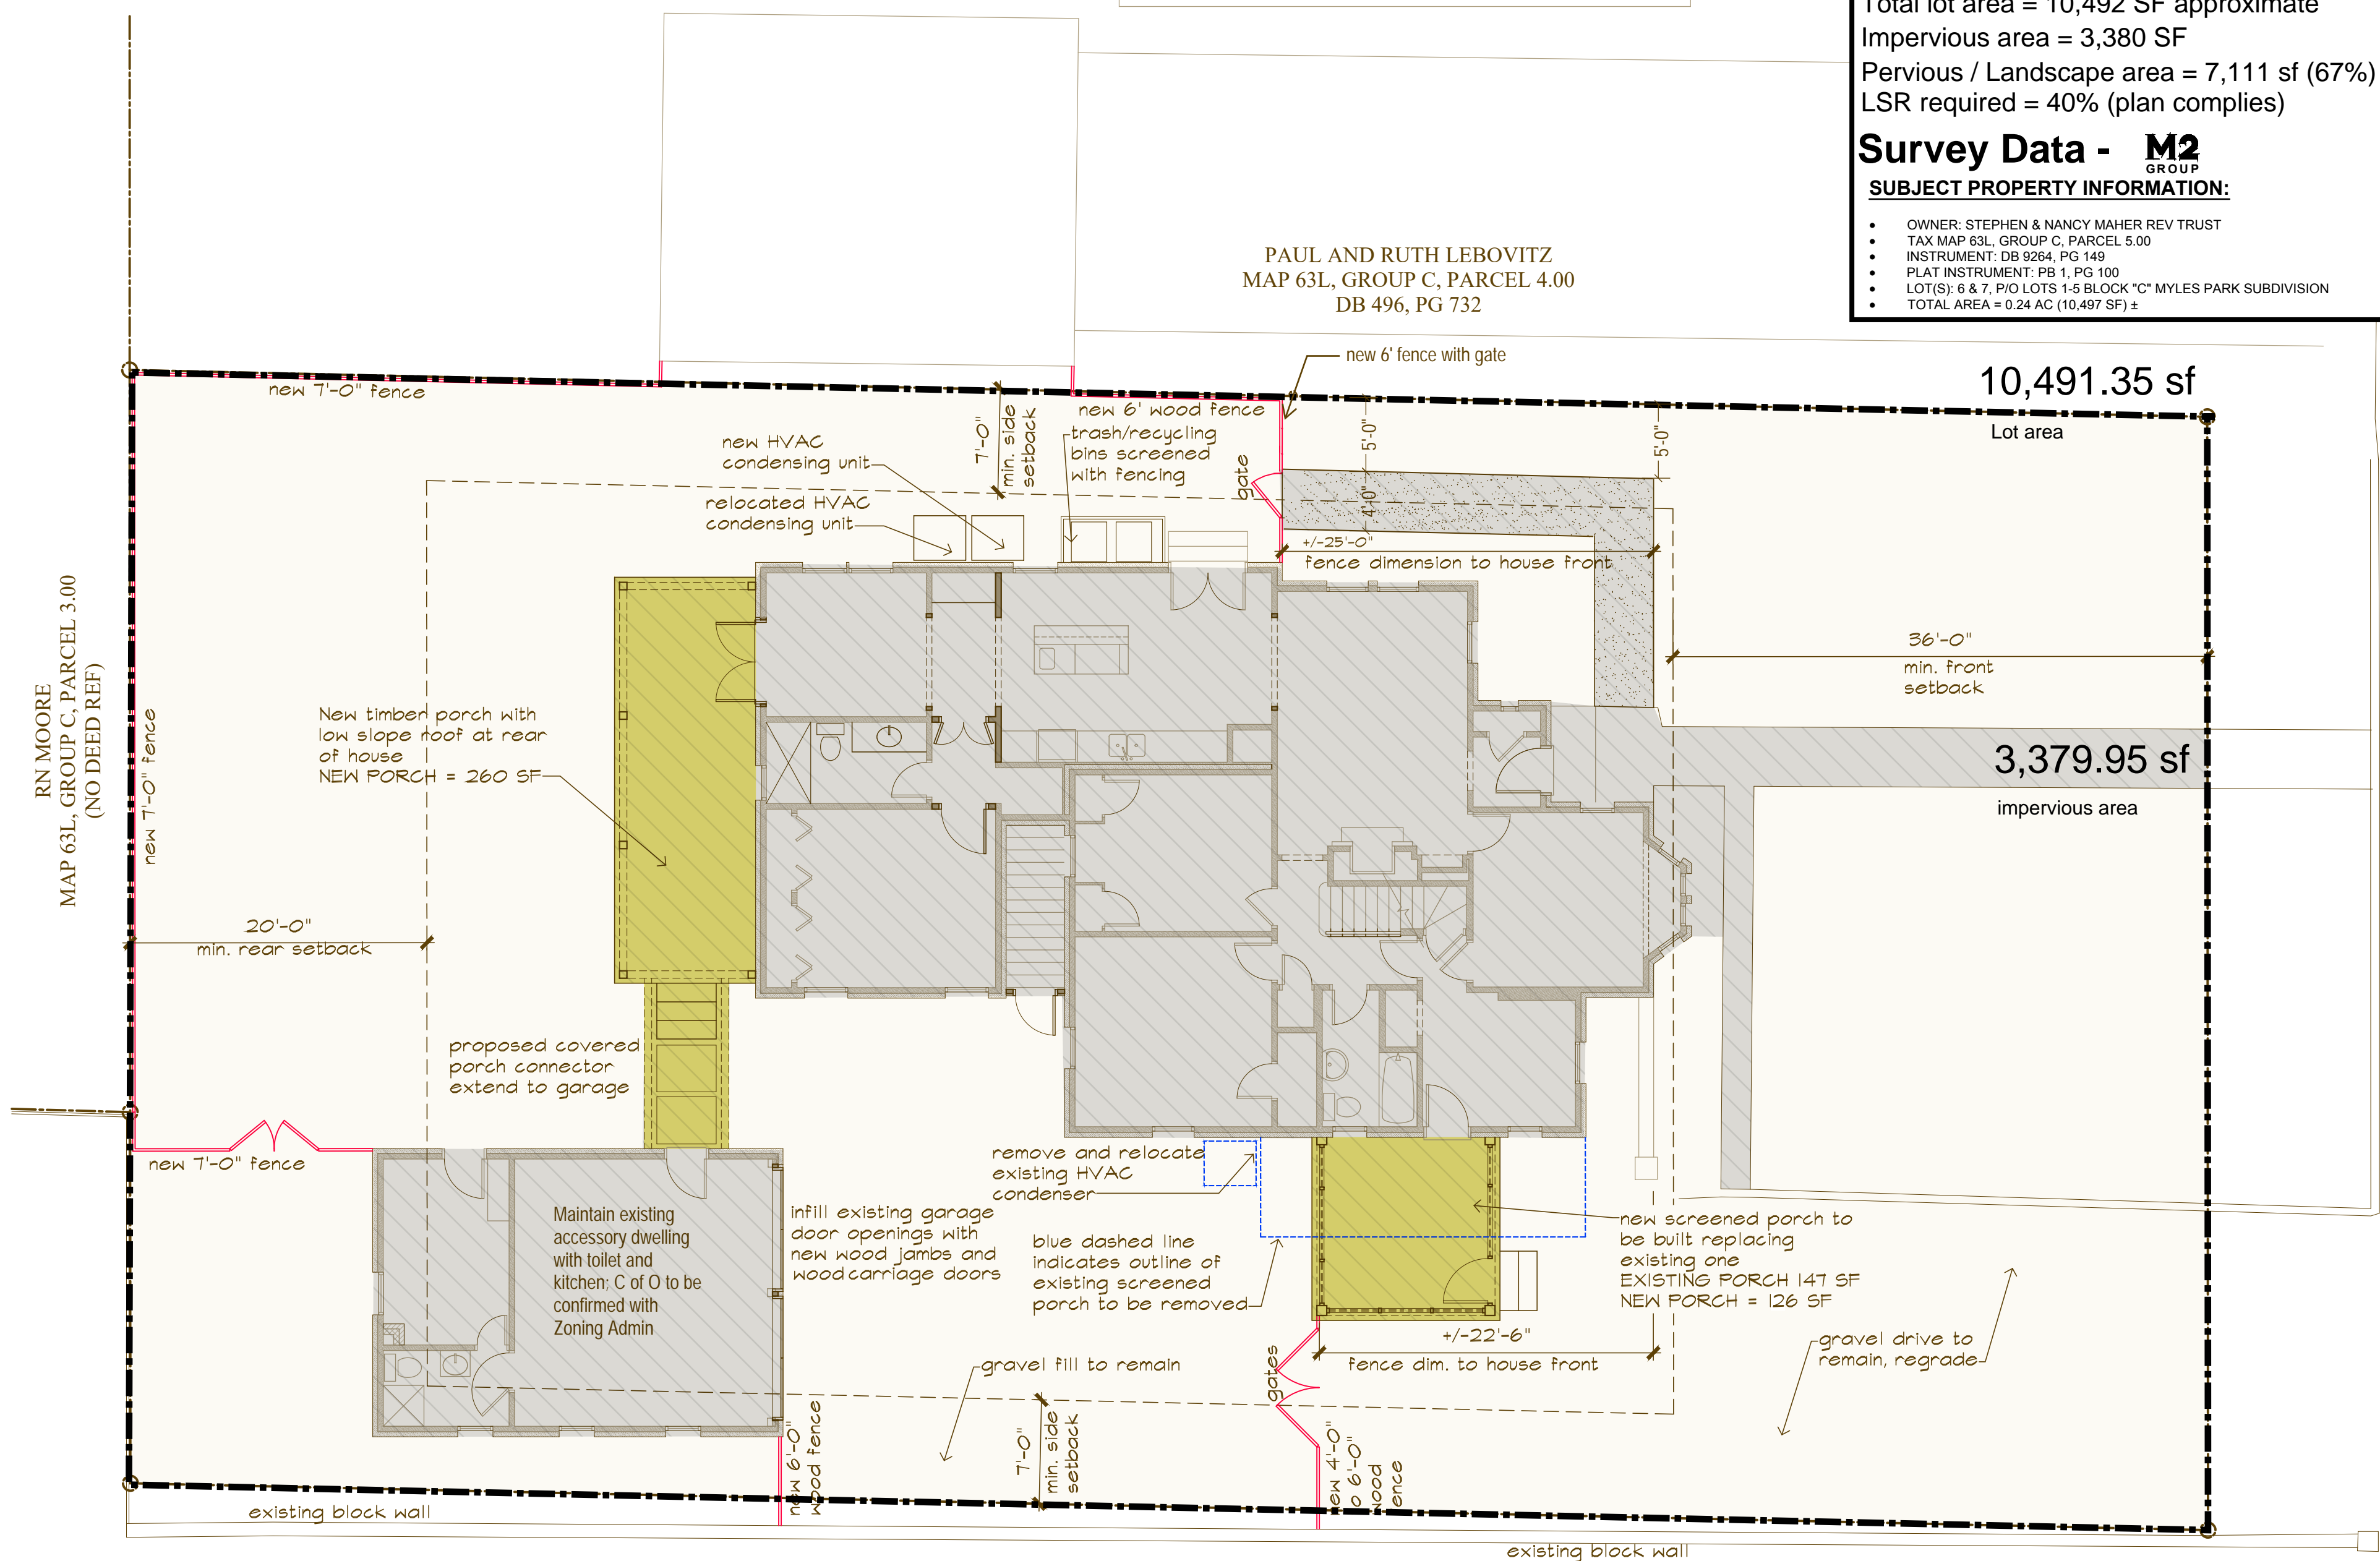 Total lot area = 10,492 SF approximate
Impervious area = 3,380 SF
Pervious / Landscape area = 7,111 sf (67%)
LSR required = 40% (plan complies)
Survey Data - M2
GROUP
SUBJECT PROPERTY INFORMATION:
• OWNER: STEPHEN & NANCY MAHER REV TRUST
• TAX MAP 63L, GROUP C, PARCEL 5.00
• INSTRUMENT: DB 9264, PG 149
• PLAT INSTRUMENT: PB 1, PG 100
• LOT(S): 6 & 7, P/O LOTS 1-5 BLOCK "C" MYLES PARK SUBDIVISION
• TOTAL AREA = 0.24 AC (10,497 SF) ±
PAUL AND RUTH LEBOVITZ
MAP 63L, GROUP C, PARCEL 4.00
DB 496, PG 732
new 6' fence with gate
10,491.35 sf
Lot area
new 7'-0" fence
7'-0"
min. side
setback
new 6' wood fence
trash/recycling
bins screened
with fencing
gate
5'-0"
4'-0"
5'-0"
new HVAC
condensing unit
relocated HVAC
condensing unit
+/-25'-0"
fence dimension to house front
36'-0"
min. front
setback
RN MOORE
MAP 63L, GROUP C, PARCEL 3.00
(NO DEED REF)
new 7'-0" fence
New timber porch with
low slope roof at rear
of house
NEW PORCH = 260 SF
3,379.95 sf
impervious area
20'-0"
min. rear setback
proposed covered
porch connector
extend to garage
new 7'-0" fence
Maintain existing
accessory dwelling
with toilet and
kitchen; C of O to be
confirmed with
Zoning Admin
infill existing garage
door openings with
new wood jambs and
wood carriage doors
remove and relocate
existing HVAC
condenser
blue dashed line
indicates outline of
existing screened
porch to be removed
new screened porch to
be built replacing
existing one
EXISTING PORCH 147 SF
NEW PORCH = 126 SF
+/-22'-6"
fence dim. to house front
gravel drive to
remain, regrade
gravel fill to remain
gates
new 6'-0"
wood fence
7'-0"
min. side
setback
new 4'-0"
o 6'-0"
wood
ence
existing block wall
existing block wall